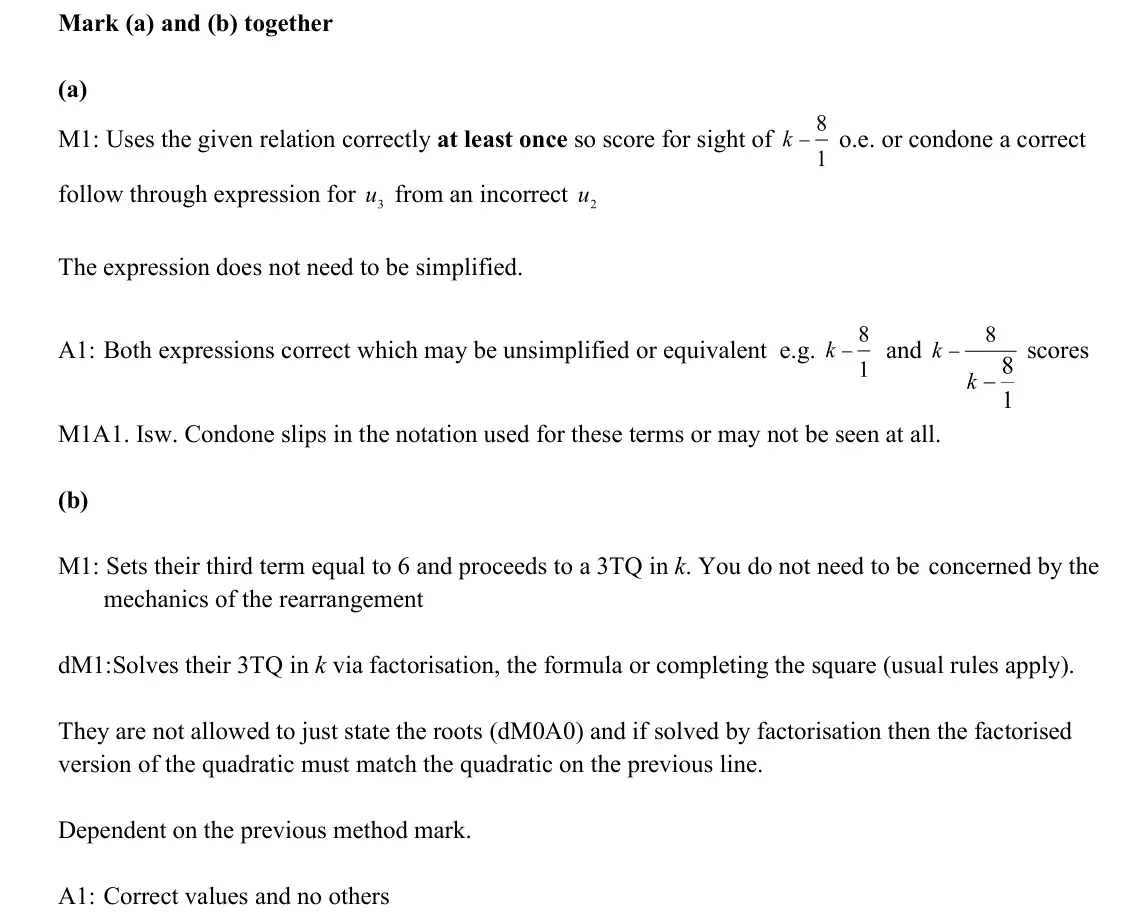 Mark (a) and (b) together
(a)
M1: Uses the given relation correctly at least once so score for sight of k − 8/1 o.e. or condone a correct
follow through expression for u₃ from an incorrect u₂
The expression does not need to be simplified.
A1: Both expressions correct which may be unsimplified or equivalent e.g. k − 8/1 and k − 8/(k − 8/1) scores
M1A1. Isw. Condone slips in the notation used for these terms or may not be seen at all.
(b)
M1: Sets their third term equal to 6 and proceeds to a 3TQ in k. You do not need to be concerned by the
mechanics of the rearrangement
dM1:Solves their 3TQ in k via factorisation, the formula or completing the square (usual rules apply).
They are not allowed to just state the roots (dM0A0) and if solved by factorisation then the factorised
version of the quadratic must match the quadratic on the previous line.
Dependent on the previous method mark.
A1: Correct values and no others